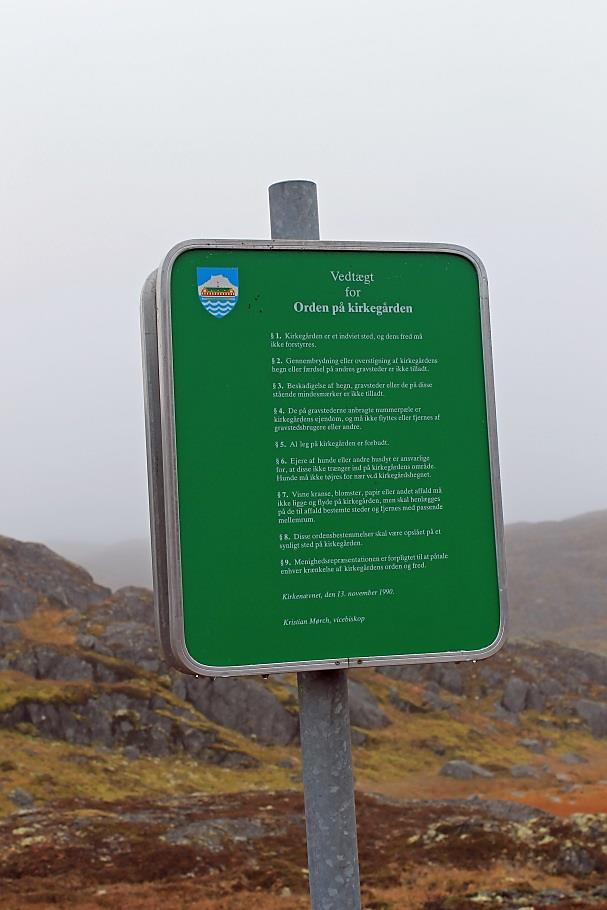 Vedtægt
for
Orden på kirkegården
§ 1. Kirkegården er et indviet sted, og dens fred må
ikke forstyrres.
§ 2. Gennembrydning eller overstigning af kirkegårdens
hegn eller færdsel på andres gravsteder er ikke tilladt.
§ 3. Beskadigelse af hegn, gravsteder eller de på disse
stående mindesmærker er ikke tilladt.
§ 4. De på gravstederne anbragte nummerpæle er
kirkegårdens ejendom, og må ikke flyttes eller fjernes af
gravstedsbrugere eller andre.
§ 5. Al leg på kirkegården er forbudt.
§ 6. Ejere af hunde eller andre husdyr er ansvarlige
for, at disse ikke trænger ind på kirkegårdens område.
Hunde må ikke tøjres for nær ved kirkegårdshegnet.
§ 7. Visne kranse, blomster, papir eller andet affald må
ikke ligge og flyde på kirkegården, men skal henlægges
på de til affald bestemte steder og fjernes med passende
mellemrum.
§ 8. Disse ordensbestemmelser skal være opslået på et
synligt sted på kirkegården.
§ 9. Menighedsrepræsentationen er forpligtet til at påtale
enhver krænkelse af kirkegårdens orden og fred.
Kirkenævnet, den 13. november 1990.
Kristian Mørch, vicebiskop